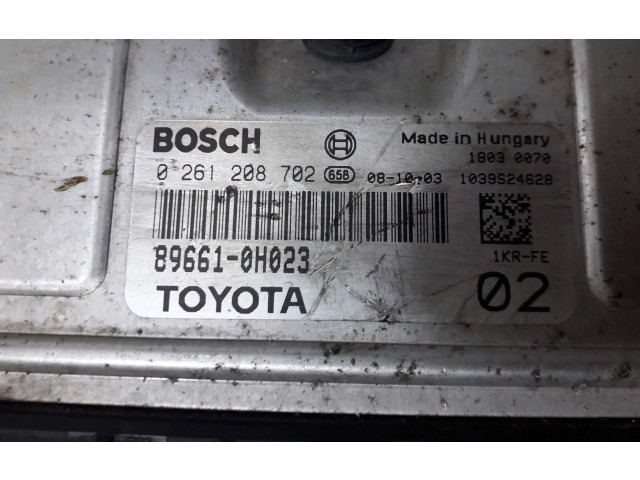 BOSCH Made in Hungary
1803 0070
0 261 208 702 658 08-10-03 1039S24628
89661-0H023 1KR-FE
TOYOTA 02